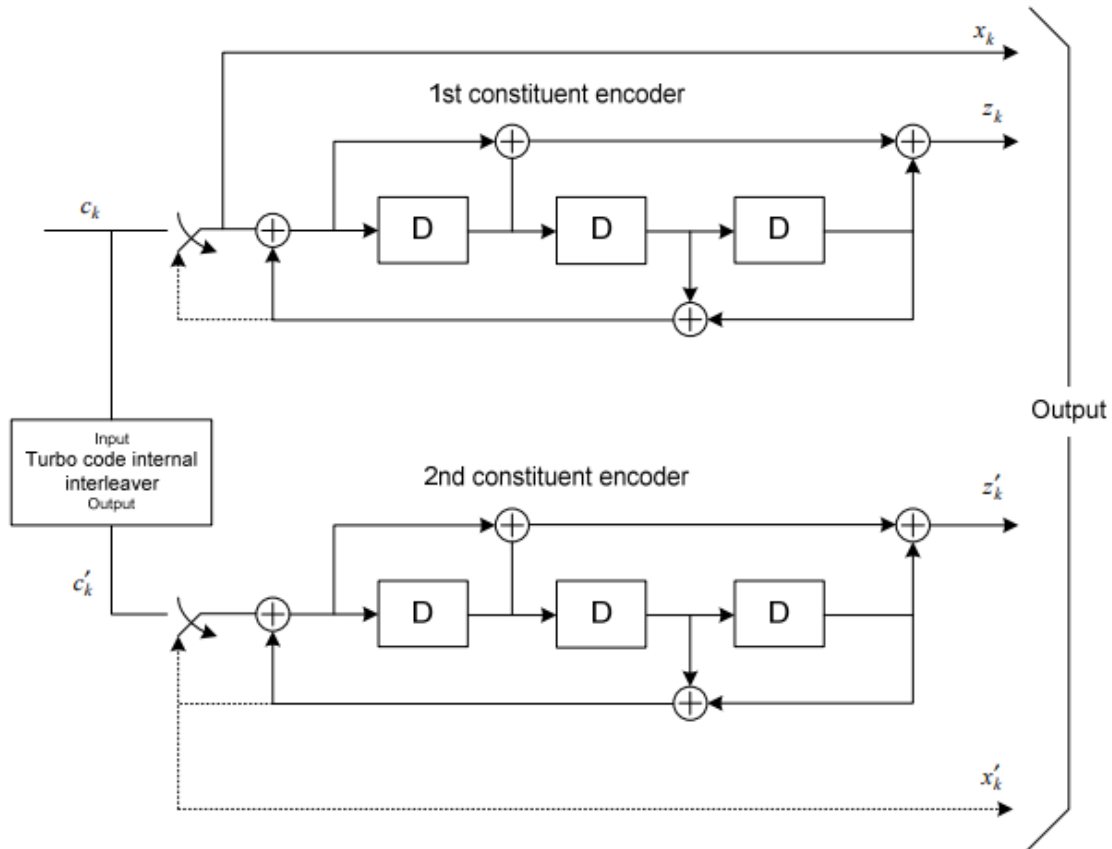 x_k
1st constituent encoder
z_k
c_k
D D D
Output
Input
Turbo code internal
interleaver
Output
2nd constituent encoder
z'_k
c'_k
D D D
x'_k